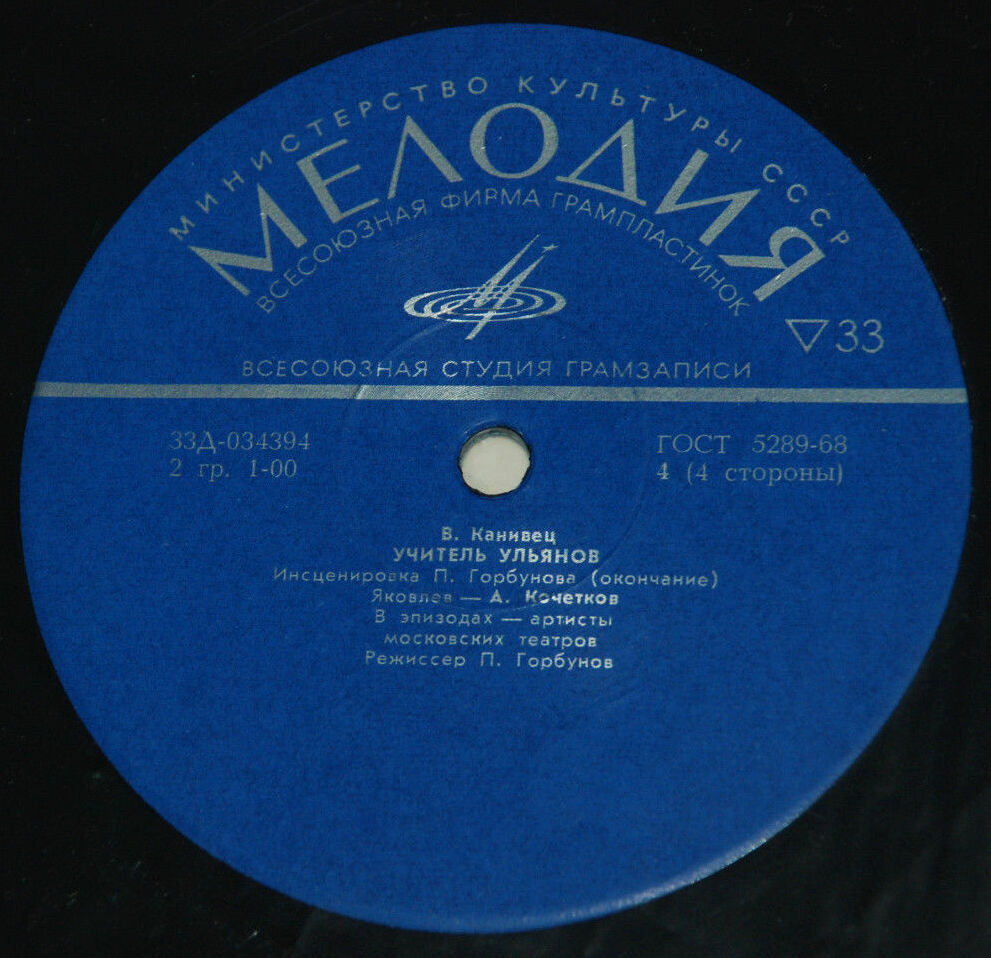 МИНИСТЕРСТВО КУЛЬТУРЫ СССР
МЕЛОДИЯ
ВСЕСОЮЗНАЯ ФИРМА ГРАМПЛАСТИНОК
▽33
ВСЕСОЮЗНАЯ СТУДИЯ ГРАМЗАПИСИ
33Д-034394
2 гр. 1-00
ГОСТ 5289-68
4 (4 стороны)
В. Канивец
УЧИТЕЛЬ УЛЬЯНОВ
Инсценировка П. Горбунова (окончание)
Яковлев — А. Кочетков
В эпизодах — артисты
московских театров
Режиссер П. Горбунов